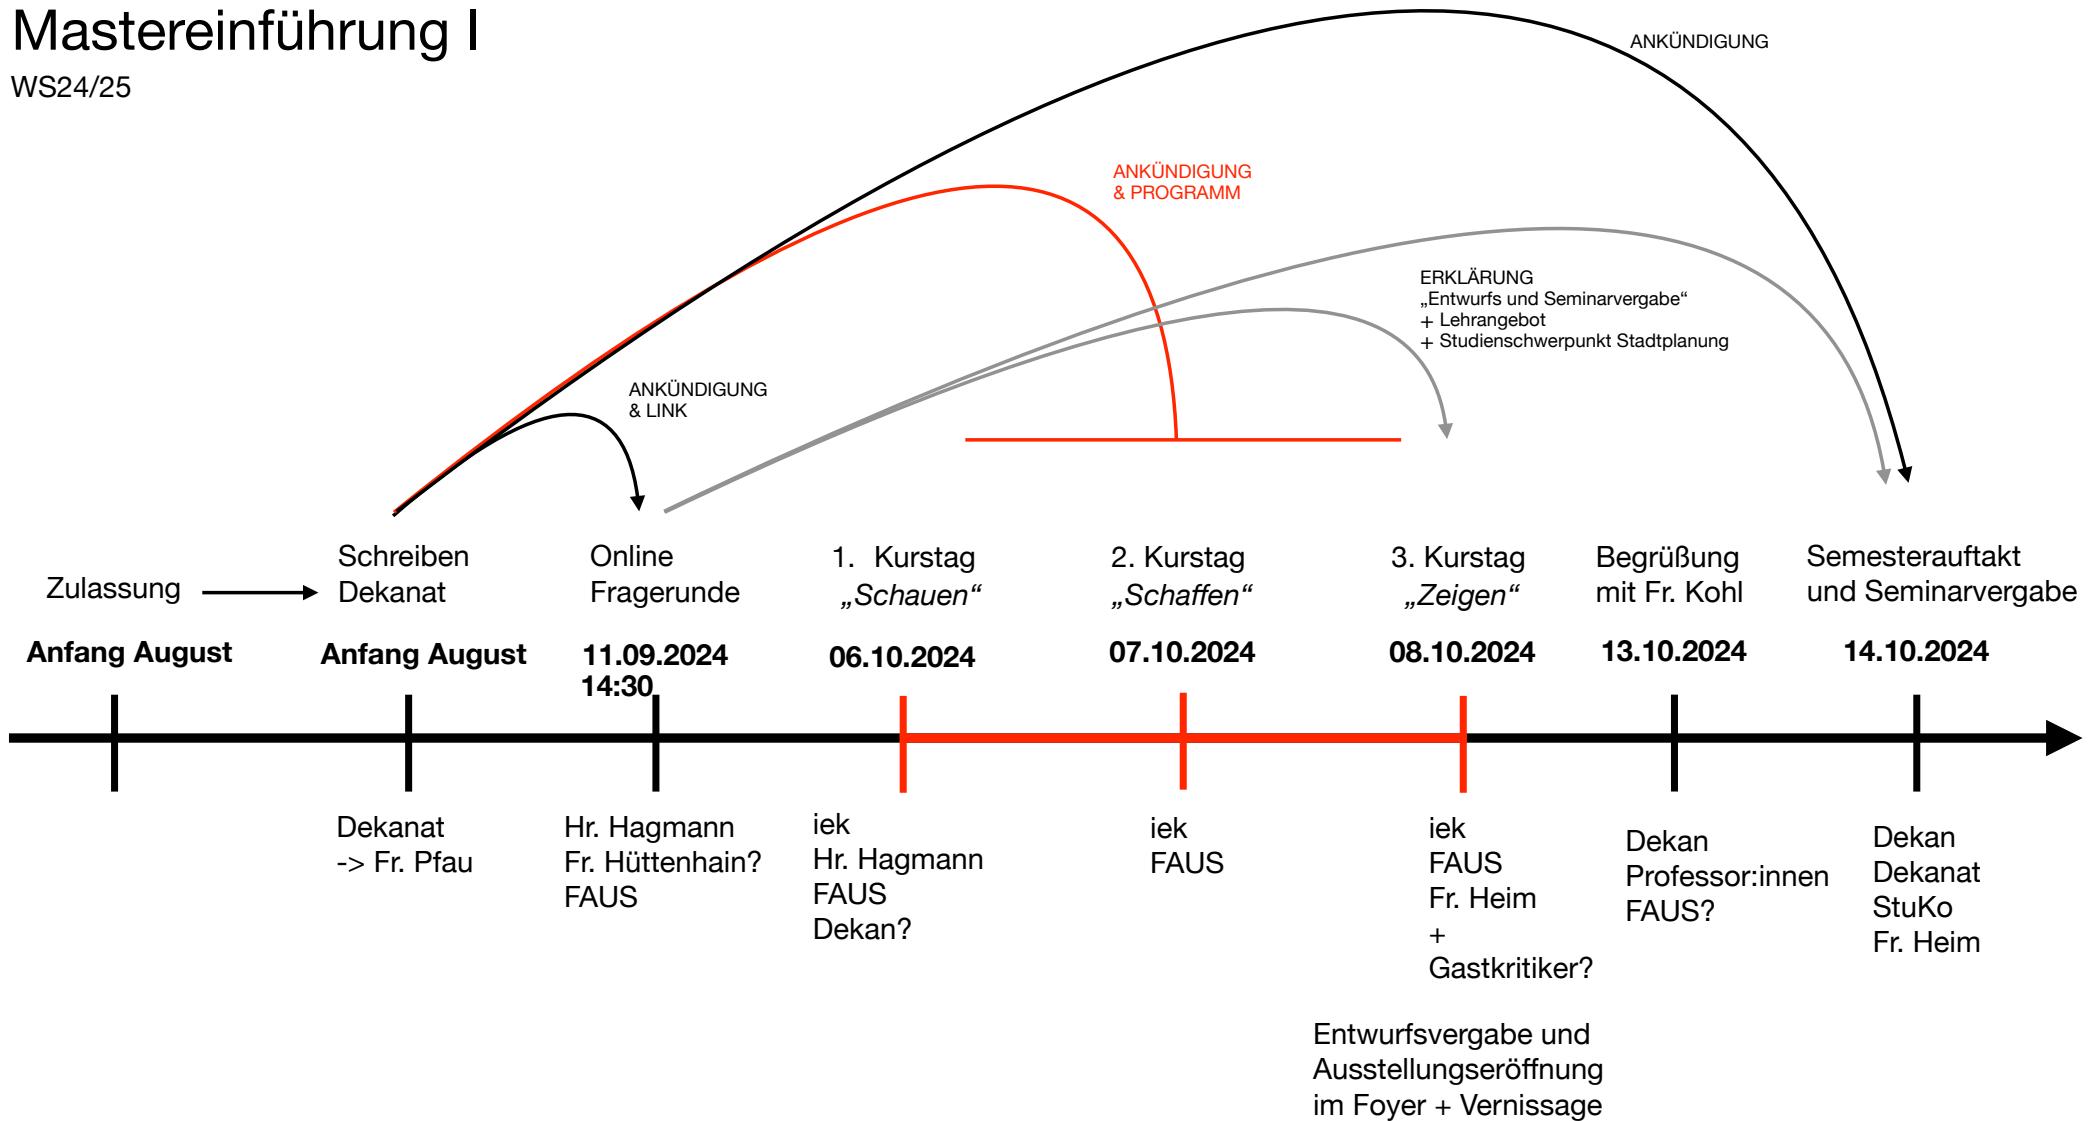 Mastereinführung I
WS24/25
ANKÜNDIGUNG
ANKÜNDIGUNG
& PROGRAMM
ERKLÄRUNG
„Entwurfs und Seminarvergabe“
+ Lehrangebot
+ Studienschwerpunkt Stadtplanung
ANKÜNDIGUNG
& LINK
Zulassung
Anfang August
Schreiben
Dekanat
Anfang August
Online
Fragerunde
11.09.2024
14:30
1. Kurstag
„Schauen“
06.10.2024
2. Kurstag
„Schaffen“
07.10.2024
3. Kurstag
„Zeigen“
08.10.2024
Begrüßung
mit Fr. Kohl
13.10.2024
Semesterauftakt
und Seminarvergabe
14.10.2024
Dekanat
-> Fr. Pfau
Hr. Hagmann
Fr. Hüttenhain?
FAUS
iek
Hr. Hagmann
FAUS
Dekan?
iek
FAUS
iek
FAUS
Fr. Heim
+
Gastkritiker?
Entwurfsvergabe und
Ausstellungseröffnung
im Foyer + Vernissage
Dekan
Professor:innen
FAUS?
Dekan
Dekanat
StuKo
Fr. Heim